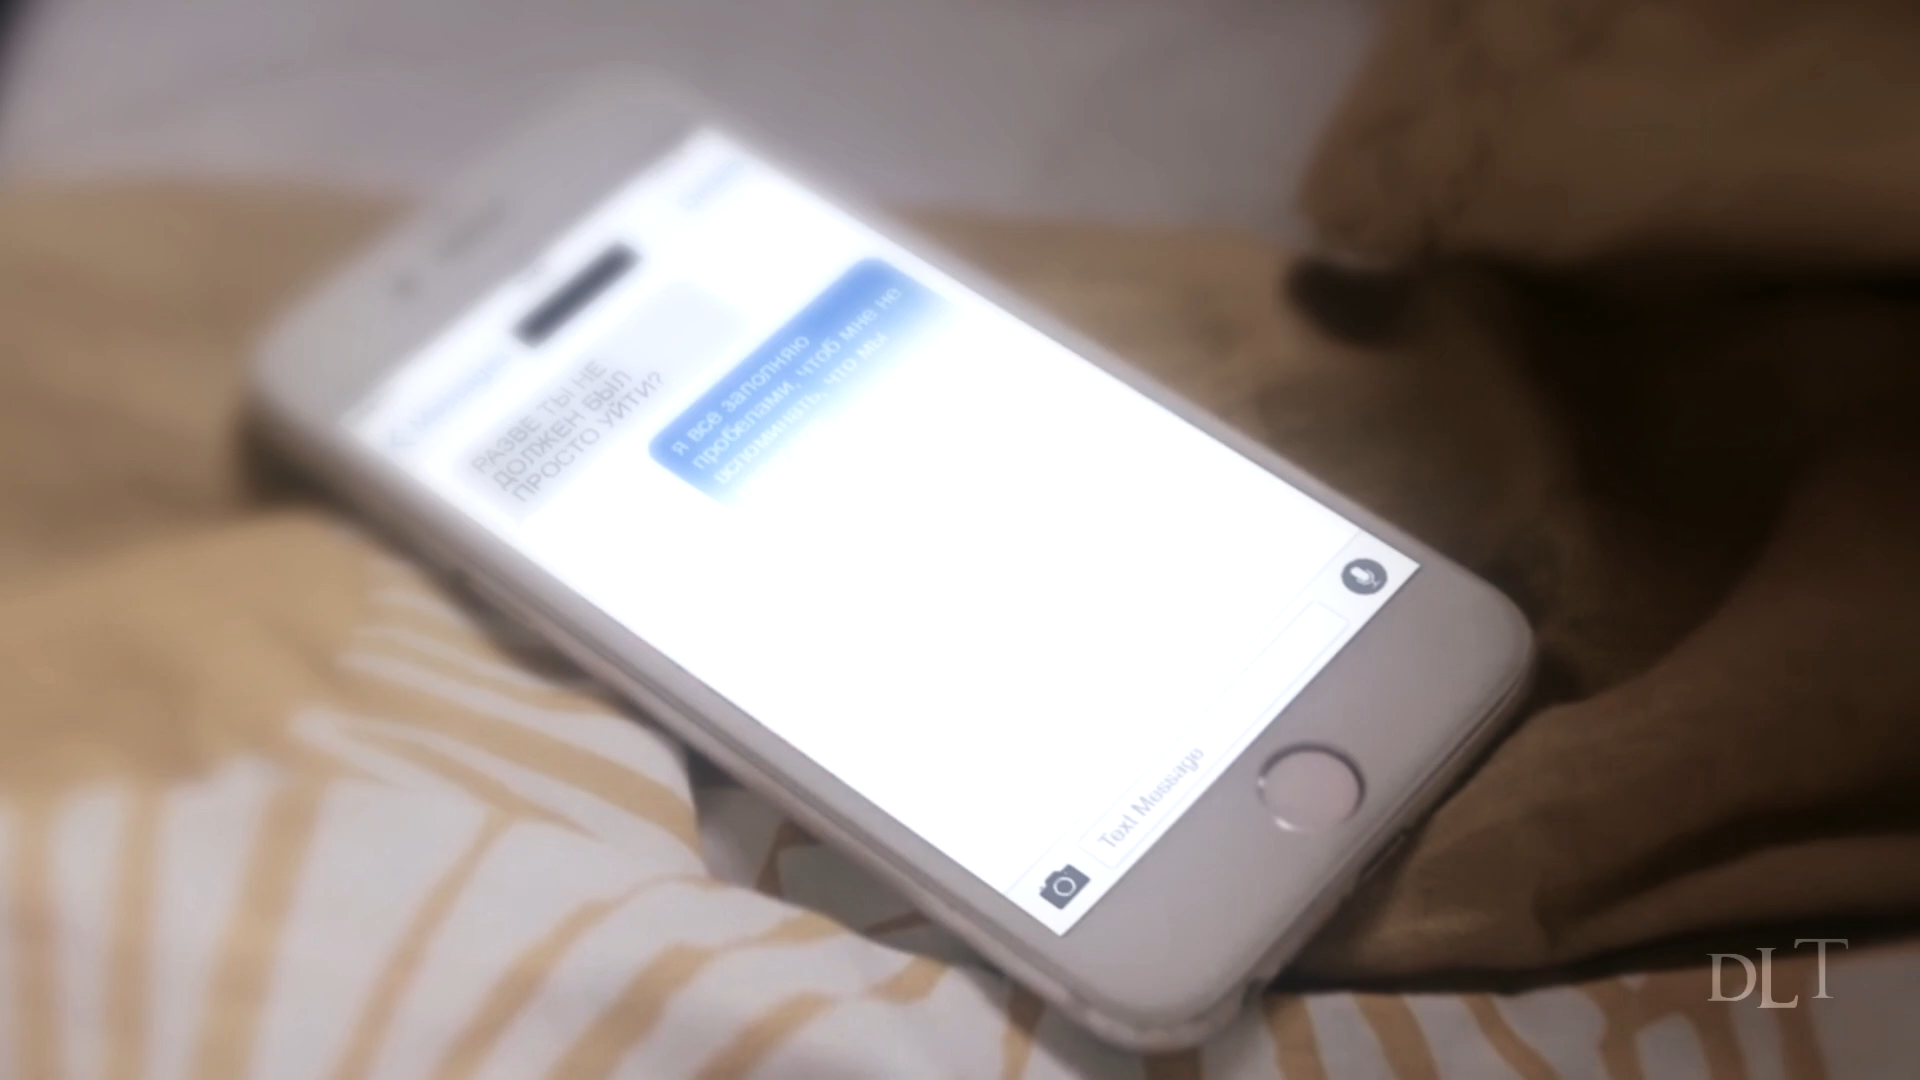 Messages
РАЗВЕ ТЫ НЕ
ДОЛЖЕН БЫЛ
ПРОСТО УЙТИ?
я все заполняю
пробелами, чтоб мне не
вспоминать, что мы
Text Message
DLT